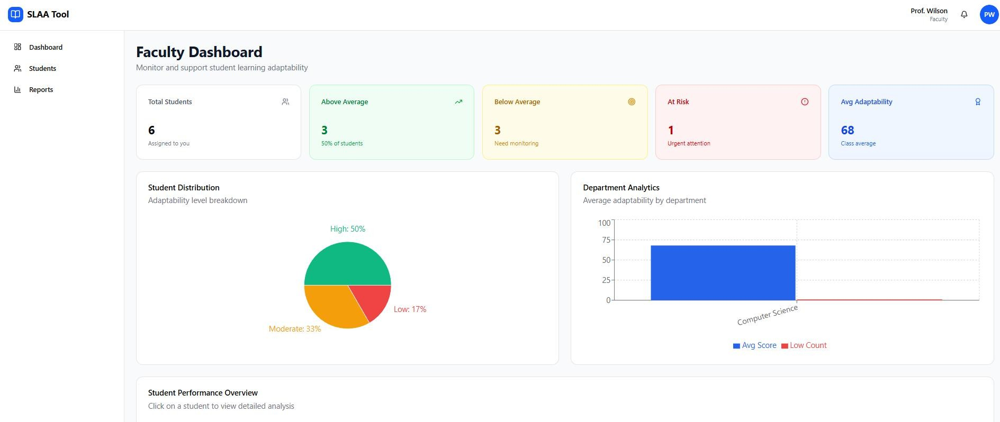 SLAA Tool
Prof. Wilson
Faculty
PW
Dashboard
Students
Reports
Faculty Dashboard
Monitor and support student learning adaptability
Total Students
6
Assigned to you
Above Average
3
50% of students
Below Average
3
Need monitoring
At Risk
1
Urgent attention
Avg Adaptability
68
Class average
Student Distribution
Adaptability level breakdown
High: 50%
Low: 17%
Moderate: 33%
Department Analytics
Average adaptability by department
100
75
50
25
0
Computer Science
Avg Score
Low Count
Student Performance Overview
Click on a student to view detailed analysis